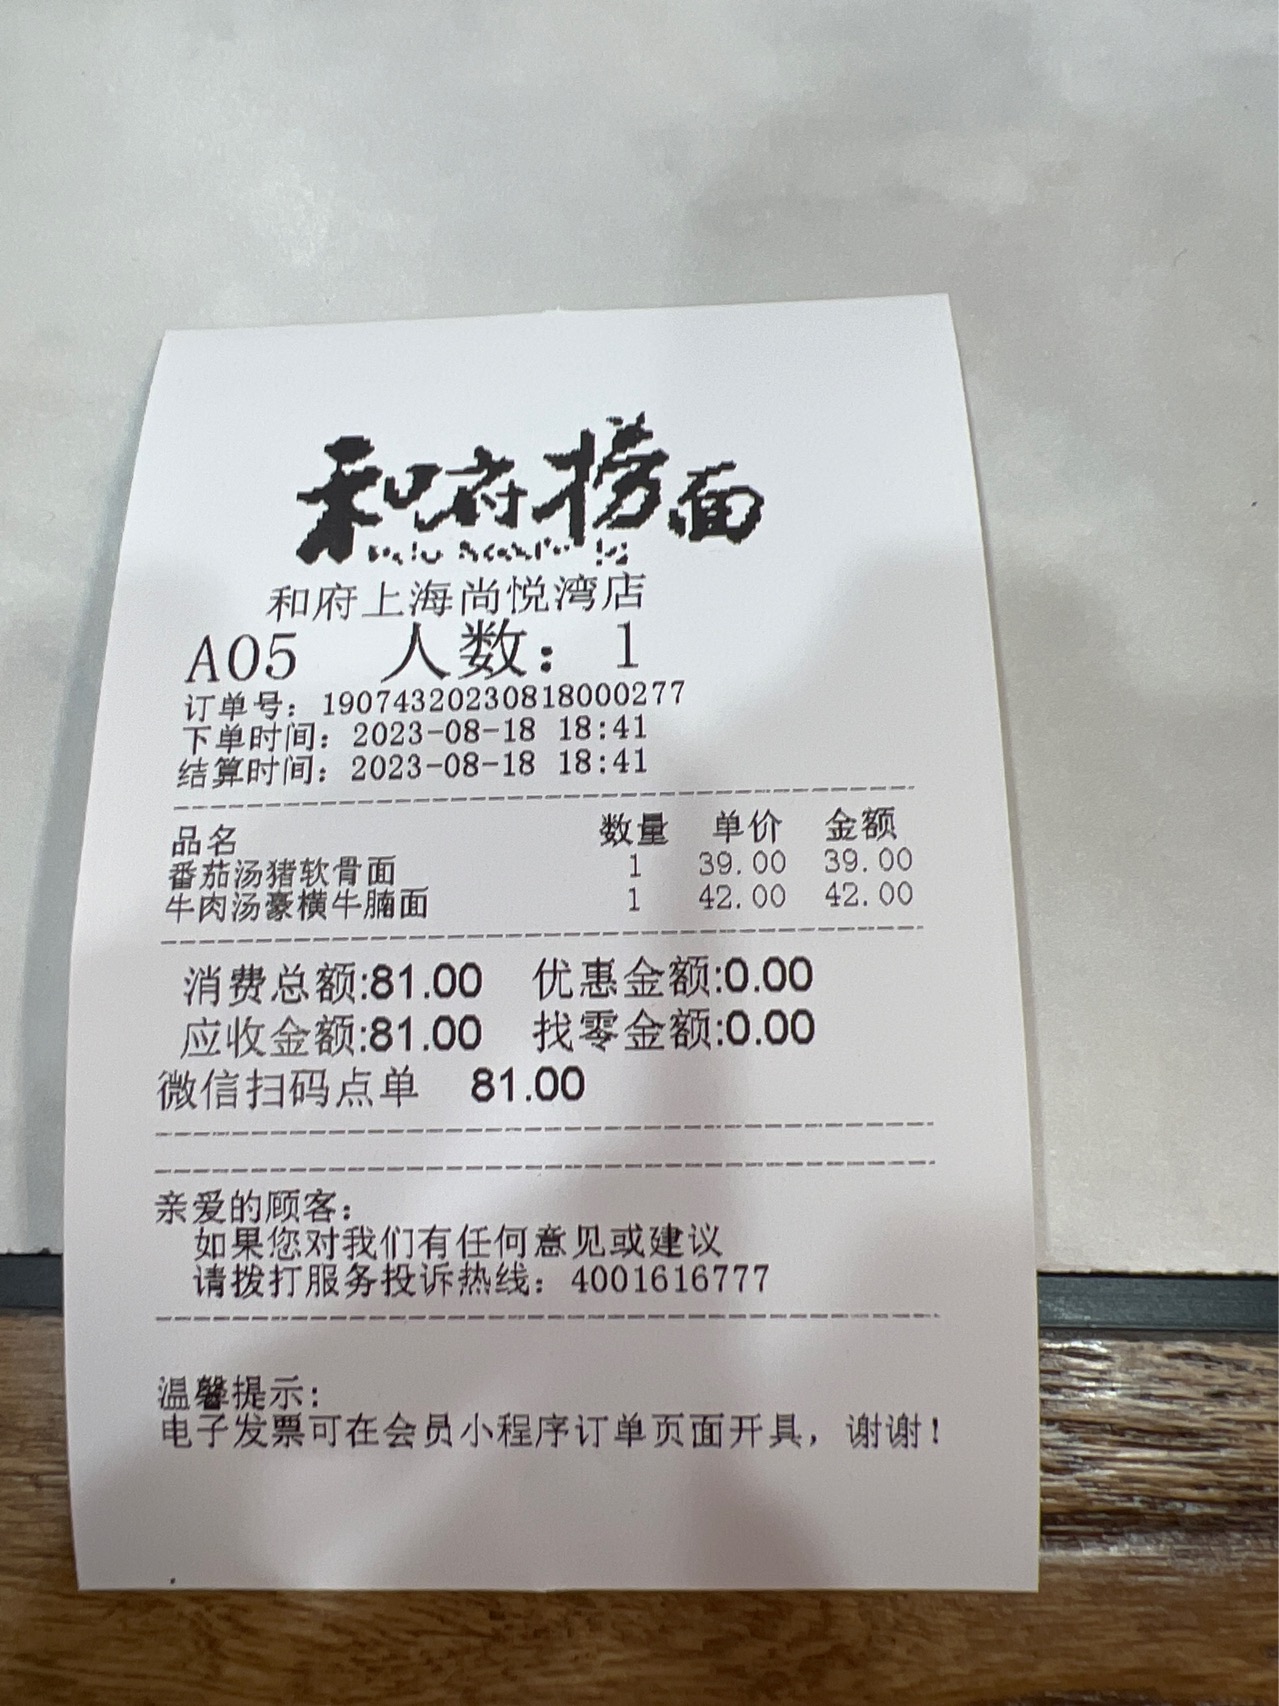 和府捞面
和府上海尚悦湾店
A05 人数：1
订单号：19074320230818000277
下单时间：2023-08-18 18:41
结算时间：2023-08-18 18:41
品名 数量 单价 金额
番茄汤猪软骨面 1 39.00 39.00
牛肉汤豪横牛腩面 1 42.00 42.00
消费总额:81.00 优惠金额:0.00
应收金额:81.00 找零金额:0.00
微信扫码点单 81.00
亲爱的顾客：
如果您对我们有任何意见或建议
请拨打服务投诉热线：4001616777
温馨提示：
电子发票可在会员小程序订单页面开具，谢谢！